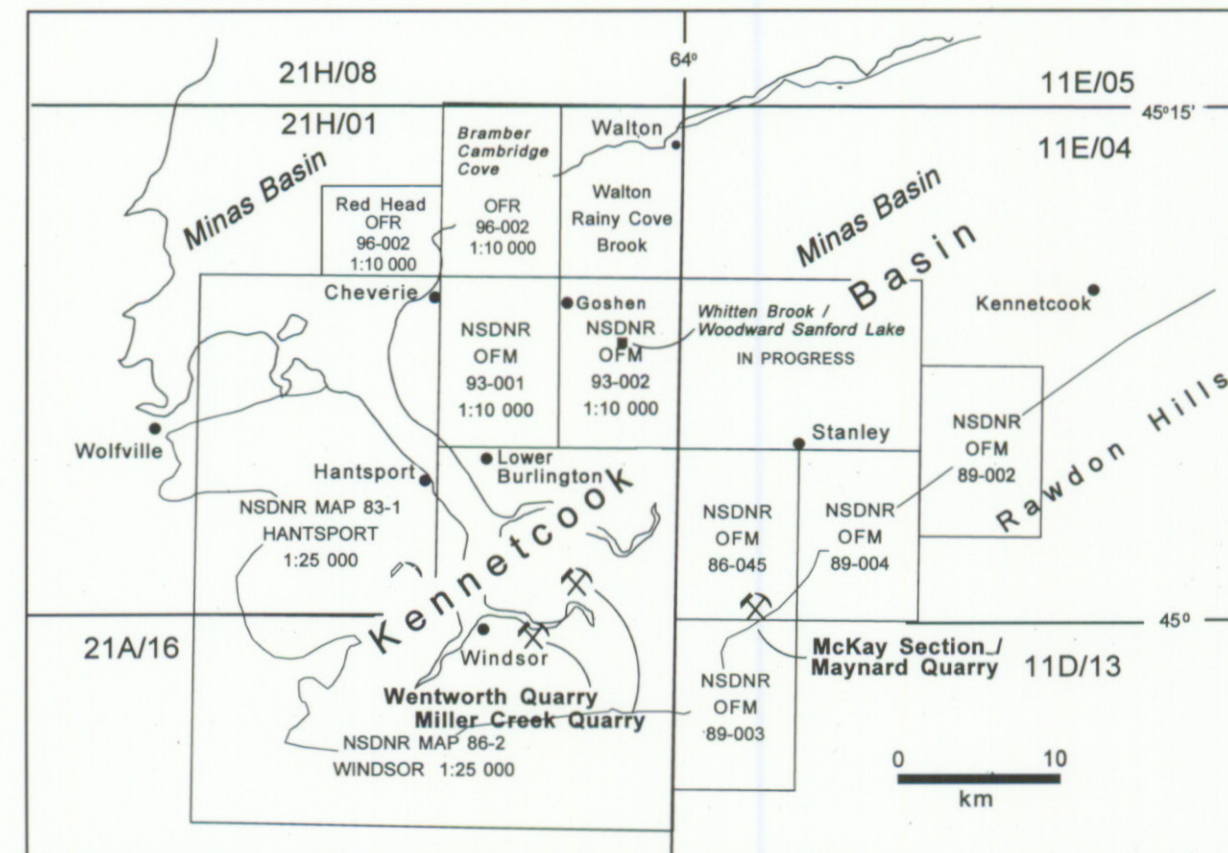 21H/08
64º
11E/05
21H/01
45º15'
11E/04
Bramber
Cambridge
Cove
OFR
96-002
1:10 000
Walton
Walton
Rainy Cove
Brook
Minas Basin
Red Head
OFR
96-002
1:10 000
Minas Basin
Basin
Cheverie
Goshen
Kennetcook
NSDNR
OFM
93-001
1:10 000
NSDNR
OFM
93-002
1:10 000
Whitten Brook /
Woodward Sanford Lake
IN PROGRESS
Wolfville
Stanley
NSDNR
OFM
89-002
Rawdon Hills
Hantsport
Lower
Burlington
NSDNR MAP 83-1
HANTSPORT
1:25 000
Kennetcook
NSDNR
OFM
86-045
NSDNR
OFM
89-004
45º
21A/16
Windsor
McKay Section /
Maynard Quarry
11D/13
Wentworth Quarry
Miller Creek Quarry
NSDNR
OFM
89-003
NSDNR MAP 86-2
WINDSOR 1:25 000
0 10
km